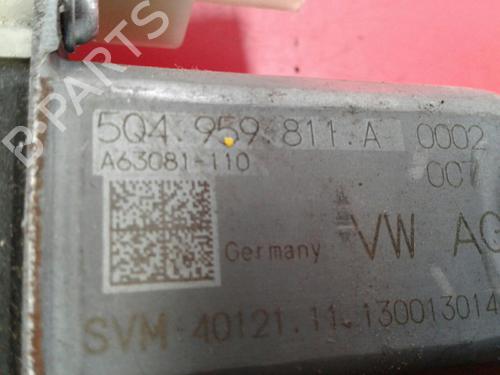 B-PARTS
5Q4.959.811.A 0002
A63081-110 007
Germany VW AG
SVM 40121.11.130013014